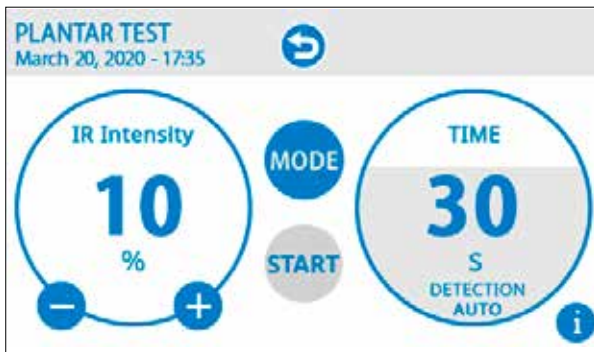 PLANTAR TEST
March 20, 2020 - 17:35
IR Intensity
10
%
−
+
MODE
START
TIME
30
S
DETECTION
AUTO
i